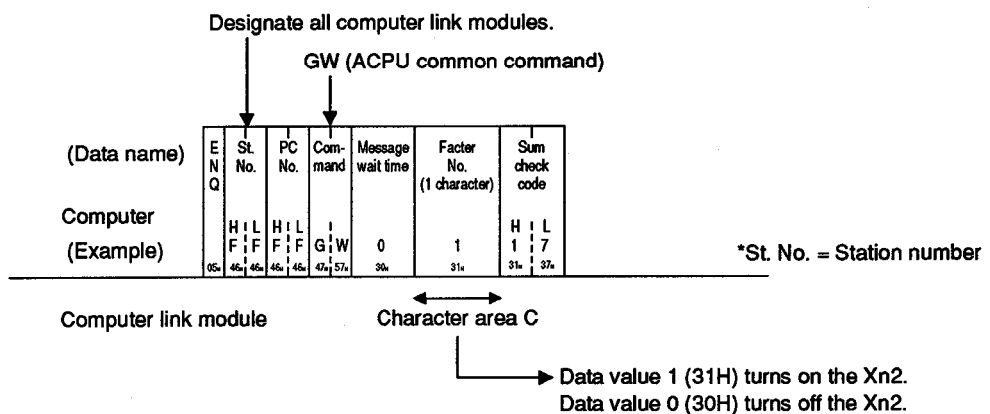 Designate all computer link modules.
GW (ACPU common command)
(Data name)
E N Q
St. No.
PC No.
Com- mand
Message wait time
Facter No. (1 character)
Sum check code
Computer (Example)
H L H L H L
F F F F G W 0 1 1 7
05H 46H 46H 46H 46H 47H 57H 30H 31H 31H 37H
*St. No. = Station number
Computer link module
Character area C
Data value 1 (31H) turns on the Xn2.
Data value 0 (30H) turns off the Xn2.